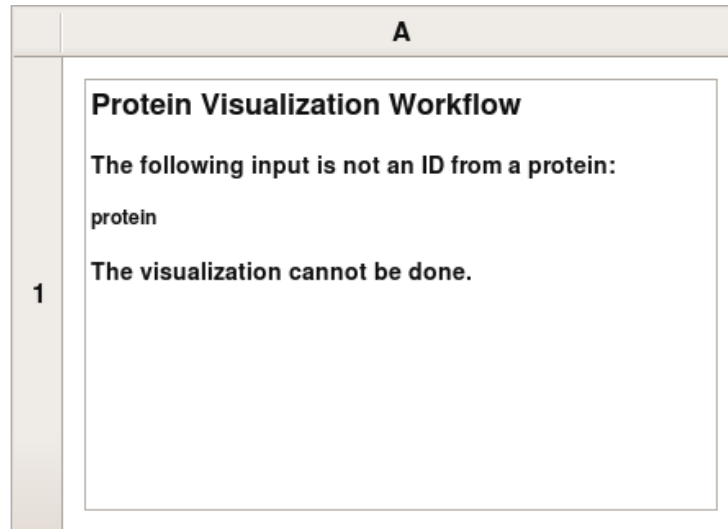 A
1
Protein Visualization Workflow
The following input is not an ID from a protein:
protein
The visualization cannot be done.